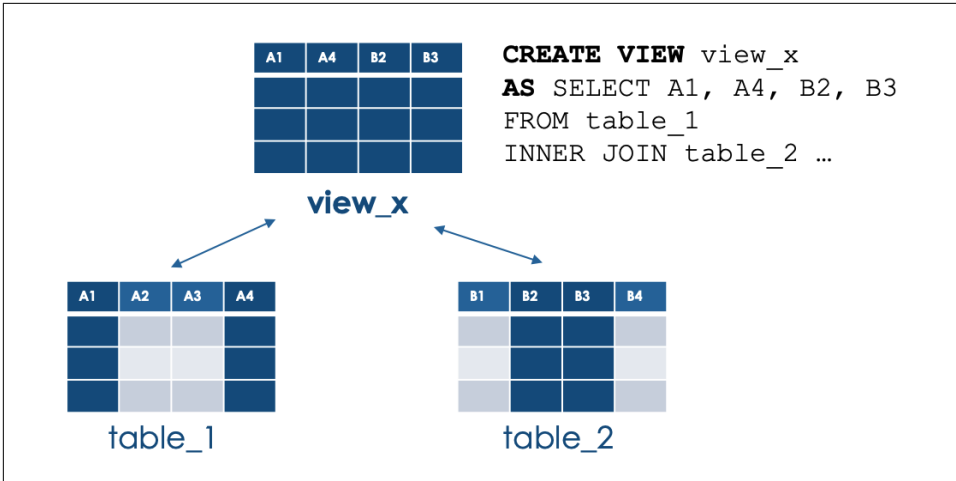 A1 A4 B2 B3
CREATE VIEW view_x
AS SELECT A1, A4, B2, B3
FROM table_1
INNER JOIN table_2 …
view_x
A1 A2 A3 A4
B1 B2 B3 B4
table_1
table_2